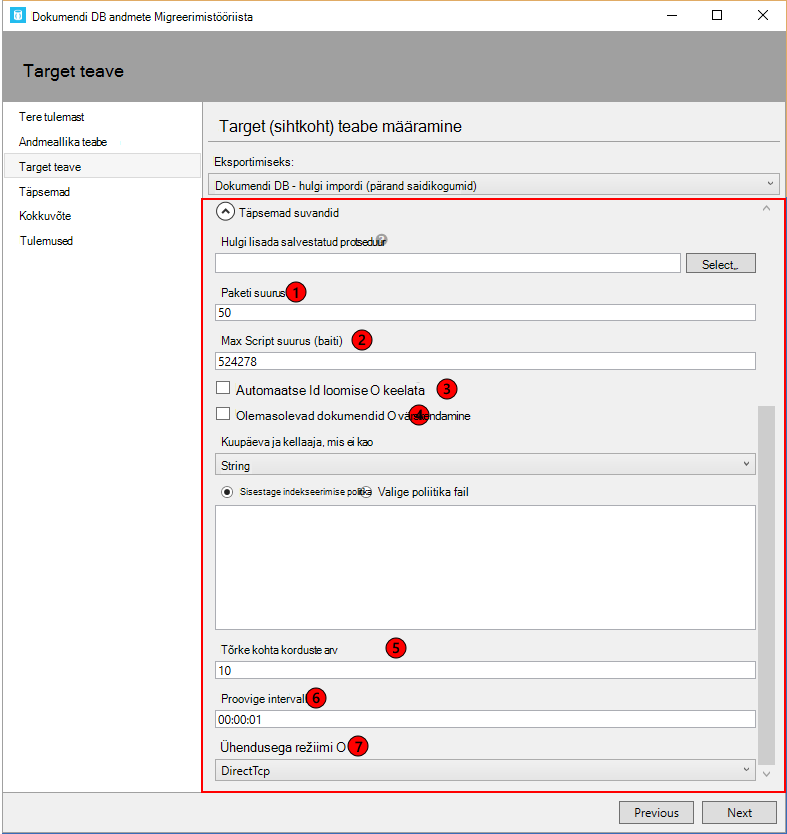 Dokumendi DB andmete Migreerimistööriista
Target teave
Tere tulemast
Andmeallika teabe
Target teave
Täpsemad
Kokkuvõte
Tulemused
Target (sihtkoht) teabe määramine
Eksportimiseks:
Dokumendi DB - hulgi impordi (pärand saidikogumid)
Täpsemad suvandid
Hulgi lisada salvestatud protseduur
Select..
Paketi suurus 1
50
Max Script suurus (baiti) 2
524278
Automaatse Id loomise O keelata 3
Olemasolevad dokumendid O 4
Kuupäeva ja kellaaja, mis ei kao
String
Sisestage indekseerimise poliitika
Valige poliitika fail
Tõrke kohta korduste arv 5
10
Proovige intervall 6
00:00:01
Ühendusega režiimi O 7
DirectTcp
Previous Next